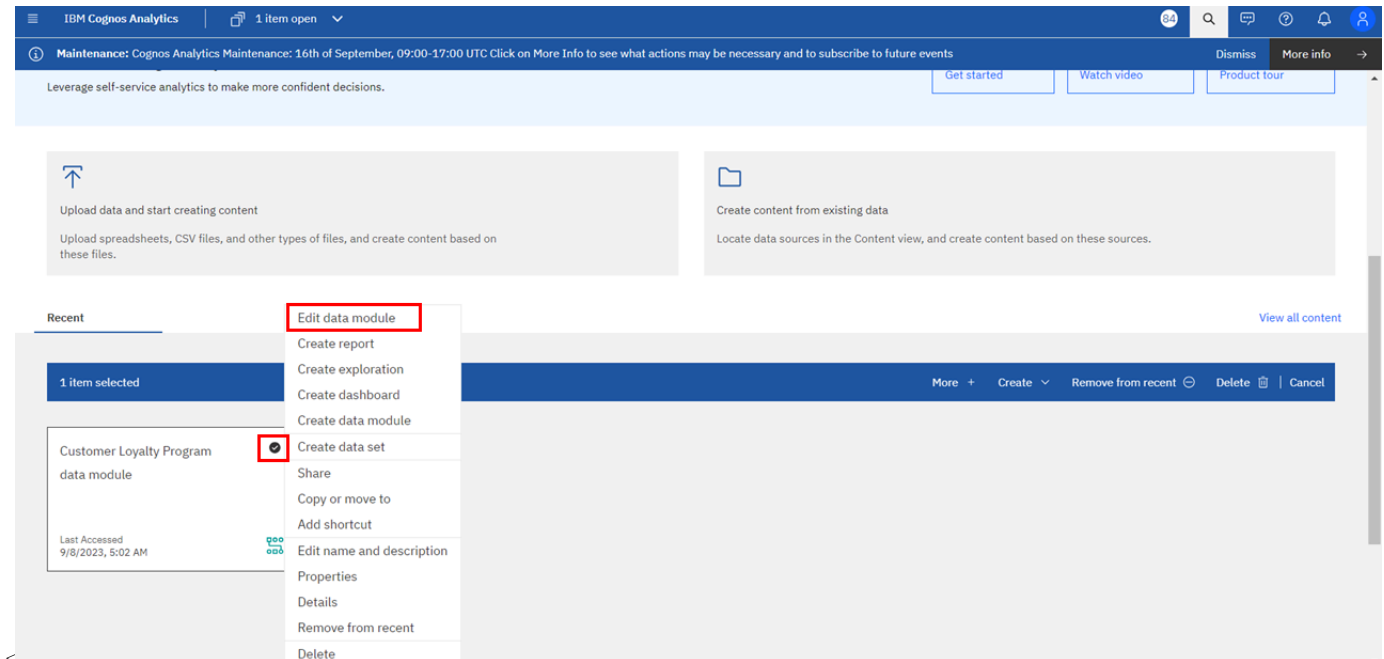 IBM Cognos Analytics
1 item open
84
Maintenance: Cognos Analytics Maintenance: 16th of September, 09:00-17:00 UTC Click on More Info to see what actions may be necessary and to subscribe to future events
Dismiss
More info
Leverage self-service analytics to make more confident decisions.
Get started
Watch video
Product tour
Upload data and start creating content
Upload spreadsheets, CSV files, and other types of files, and create content based on
these files.
Create content from existing data
Locate data sources in the Content view, and create content based on these sources.
Recent
View all content
1 item selected
More
Create
Remove from recent
Delete
Cancel
Customer Loyalty Program
data module
Last Accessed
9/8/2023, 5:02 AM
Edit data module
Create report
Create exploration
Create dashboard
Create data module
Create data set
Share
Copy or move to
Add shortcut
Edit name and description
Properties
Details
Remove from recent
Delete